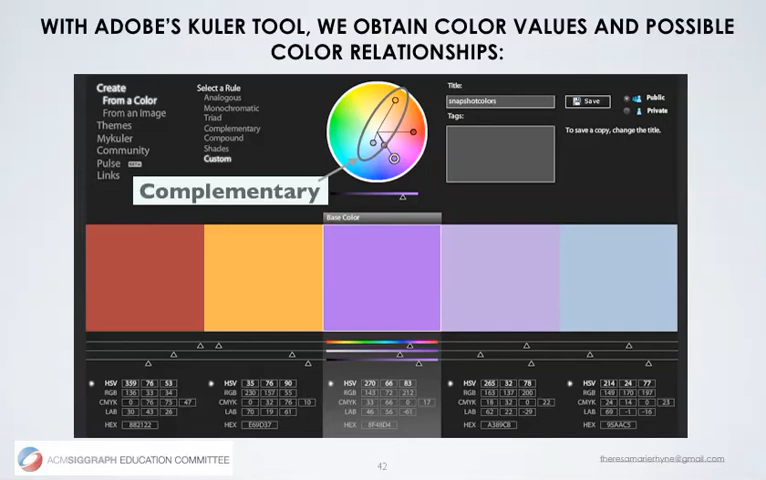 WITH ADOBE'S KULER TOOL, WE OBTAIN COLOR VALUES AND POSSIBLE
COLOR RELATIONSHIPS:
Create
From a Color
From an image
Themes
Mykuler
Community
Pulse BETA
Links
Select a Rule
Analogous
Monochromatic
Triad
Complementary
Compound
Shades
Custom
Title:
snapshotcolors
Save
Public
Private
Tags:
To save a copy, change the title.
Complementary
Base Color
HSV 359 76 53
RGB 136 33 34
CMYK 0 76 75 47
LAB 30 43 26
HEX 882122
HSV 35 76 90
RGB 230 157 55
CMYK 0 32 76 10
LAB 70 19 61
HEX E69D37
HSV 270 66 83
RGB 143 72 212
CMYK 33 66 0 17
LAB 46 56 -61
HEX 8F48D4
HSV 265 32 78
RGB 163 137 200
CMYK 18 32 0 22
LAB 62 22 -29
HEX A389C8
HSV 214 24 77
RGB 149 170 197
CMYK 24 14 0 23
LAB 69 -1 -16
HEX 95AAC5
ACMSIGGRAPH EDUCATION COMMITTEE
42
theresamarierhyne@gmail.com